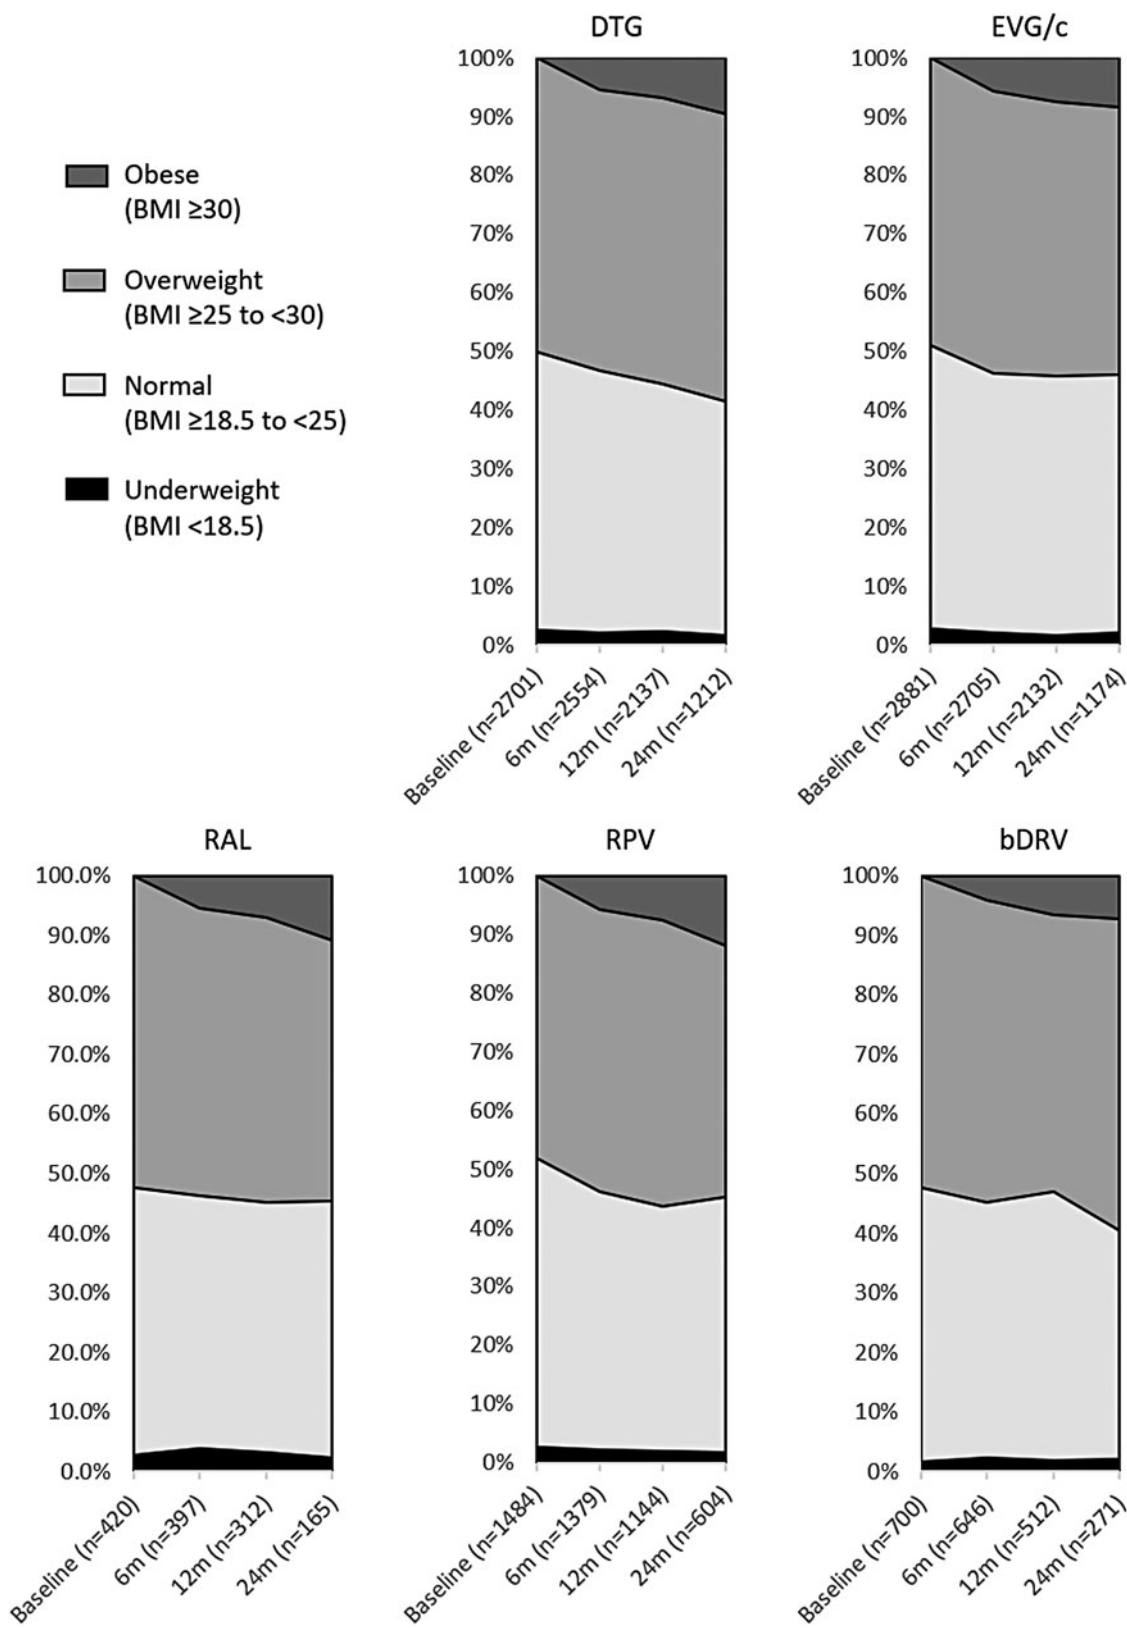 DTG
EVG/c
Obese
(BMI ≥30)
Overweight
(BMI ≥25 to <30)
Normal
(BMI ≥18.5 to <25)
Underweight
(BMI <18.5)
100%
90%
80%
70%
60%
50%
40%
30%
20%
10%
0%
Baseline (n=2701)
6m (n=2554)
12m (n=2137)
24m (n=1212)
100%
90%
80%
70%
60%
50%
40%
30%
20%
10%
0%
Baseline (n=2881)
6m (n=2705)
12m (n=2132)
24m (n=1174)
RAL
100.0%
90.0%
80.0%
70.0%
60.0%
50.0%
40.0%
30.0%
20.0%
10.0%
0.0%
Baseline (n=420)
6m (n=397)
12m (n=312)
24m (n=165)
RPV
100%
90%
80%
70%
60%
50%
40%
30%
20%
10%
0%
Baseline (n=1484)
6m (n=1379)
12m (n=1144)
24m (n=604)
bDRV
100%
90%
80%
70%
60%
50%
40%
30%
20%
10%
0%
Baseline (n=700)
6m (n=646)
12m (n=512)
24m (n=271)